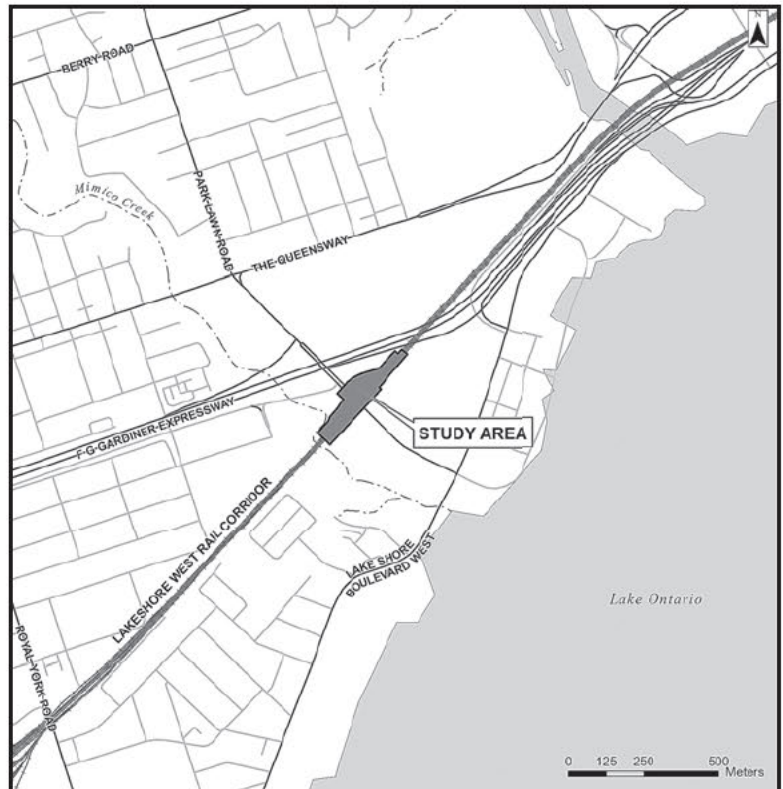 N
BERRY ROAD
Mimico Creek
PARK LAWN ROAD
THE QUEENSWAY
F G GARDINER EXPRESSWAY
STUDY AREA
LAKESHORE WEST RAIL CORRIDOR
LAKE SHORE
BOULEVARD WEST
Lake Ontario
ROYAL YORK
ROAD
0 125 250 500
Meters